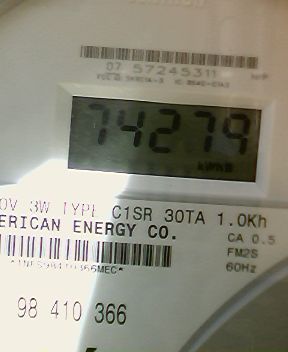 07 57245311
74279
0V 3W TYPE C1SR 30TA 1.0Kh
ERICAN ENERGY CO.
CA 0.5
FM2S
60Hz
98 410 366